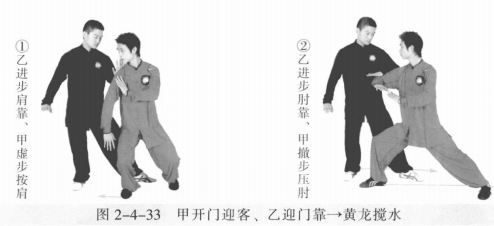 ①乙进步肩靠、甲虚步按肩
②乙进步肘靠、甲撤步压肘
图 2-4-33 甲开门迎客、乙迎门靠→黄龙搅水